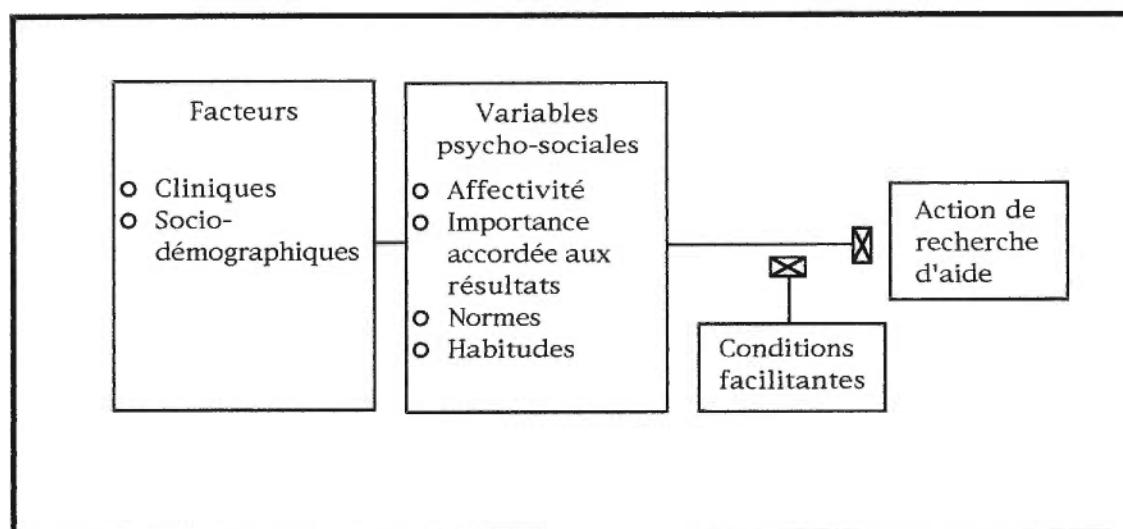 Facteurs
Cliniques
Socio-
démographiques
Variables
psycho-sociales
Affectivité
Importance
accordée aux
résultats
Normes
Habitudes
Conditions
facilitantes
Action de
recherche
d'aide